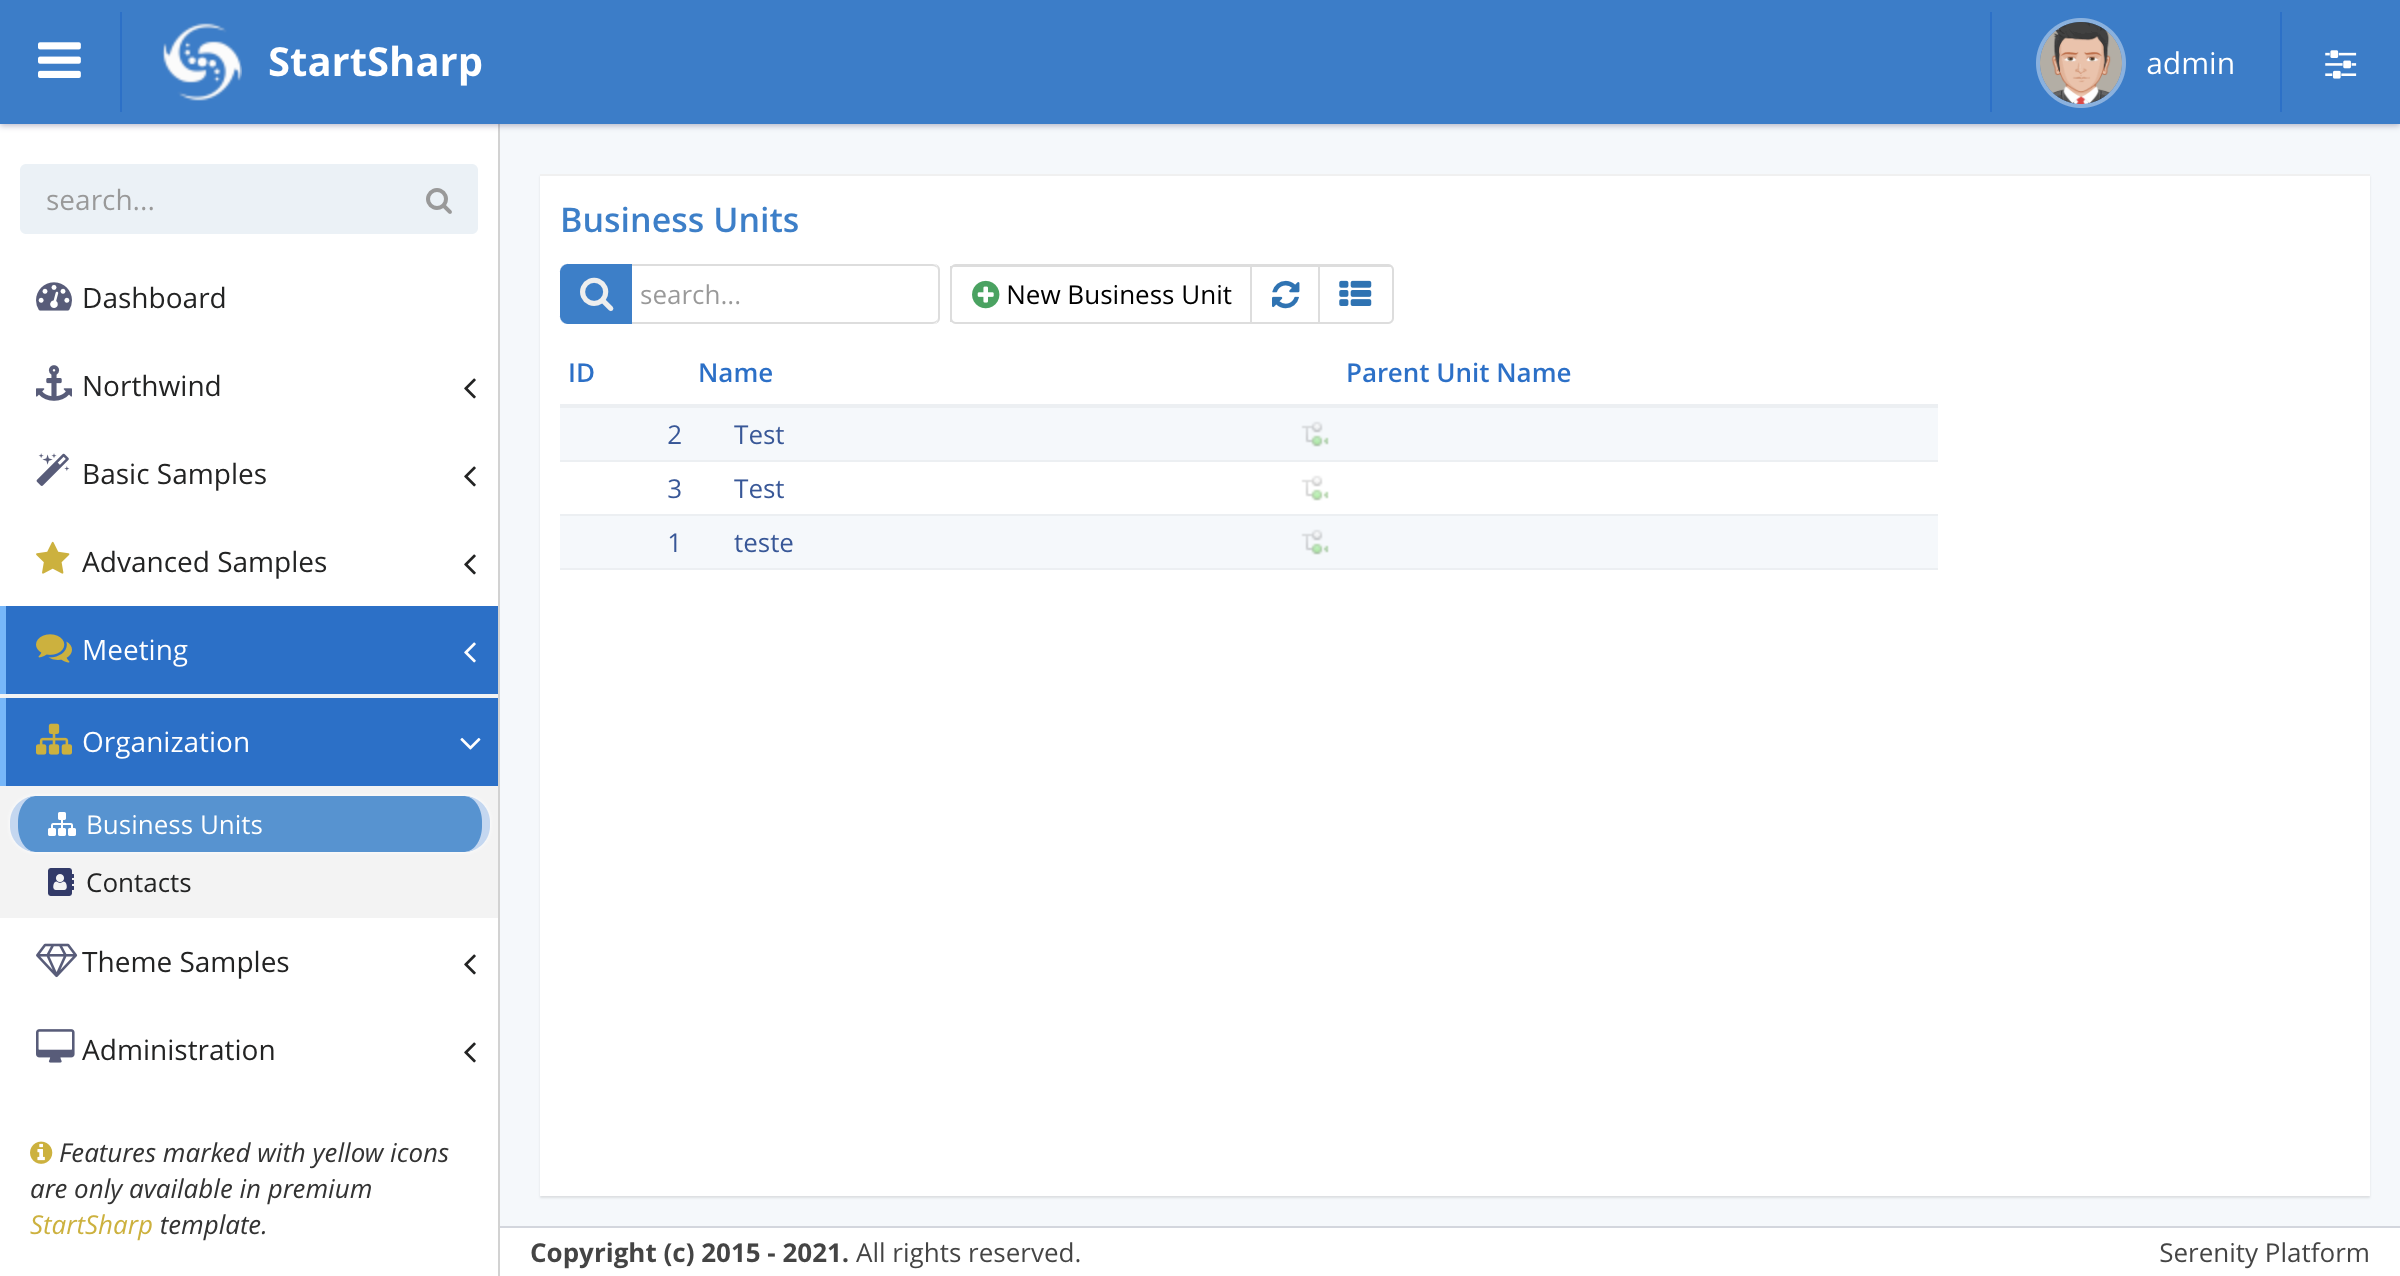 StartSharp
admin
search...
Dashboard
Northwind
Basic Samples
Advanced Samples
Meeting
Organization
Business Units
Contacts
Theme Samples
Administration
Features marked with yellow icons
are only available in premium
StartSharp template.
Business Units
search...
New Business Unit
ID Name Parent Unit Name
2 Test
3 Test
1 teste
Copyright (c) 2015 - 2021. All rights reserved.
Serenity Platform